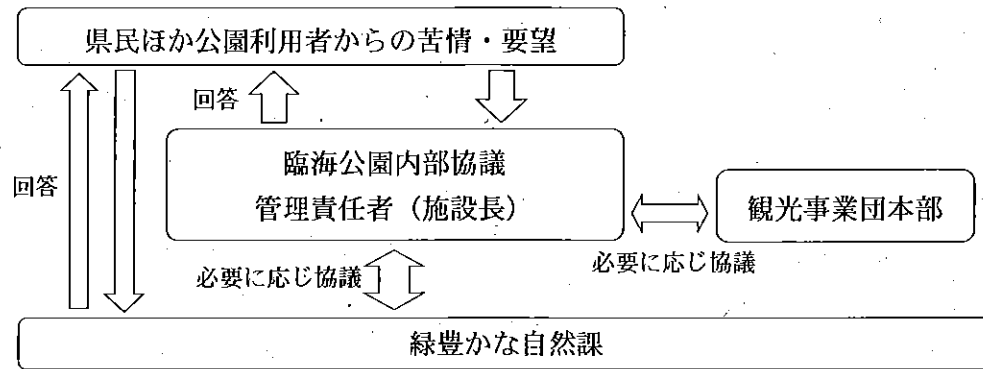 県民ほか公園利用者からの苦情・要望
回答
臨海公園内部協議
管理責任者（施設長）
回答
観光事業団本部
必要に応じ協議
必要に応じ協議
緑豊かな自然課